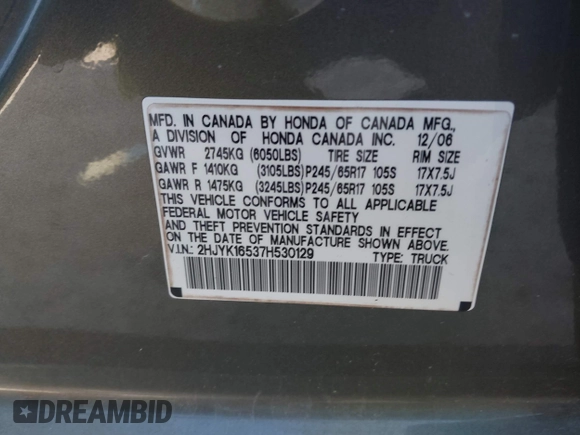 MFD. IN CANADA BY HONDA OF CANADA MFG.,
A DIVISION OF HONDA CANADA INC. 12/06
GVWR 2745KG (6050LBS) TIRE SIZE RIM SIZE
GAWR F 1410KG (3105LBS)P245/65R17 105S 17X7.5J
GAWR R 1475KG (3245LBS)P245/65R17 105S 17X7.5J
THIS VEHICLE CONFORMS TO ALL APPLICABLE
FEDERAL MOTOR VEHICLE SAFETY
AND THEFT PREVENTION STANDARDS IN EFFECT
ON THE DATE OF MANUFACTURE SHOWN ABOVE.
V.I.N.: 2HJYK16537H530129 TYPE: TRUCK
DREAMBID